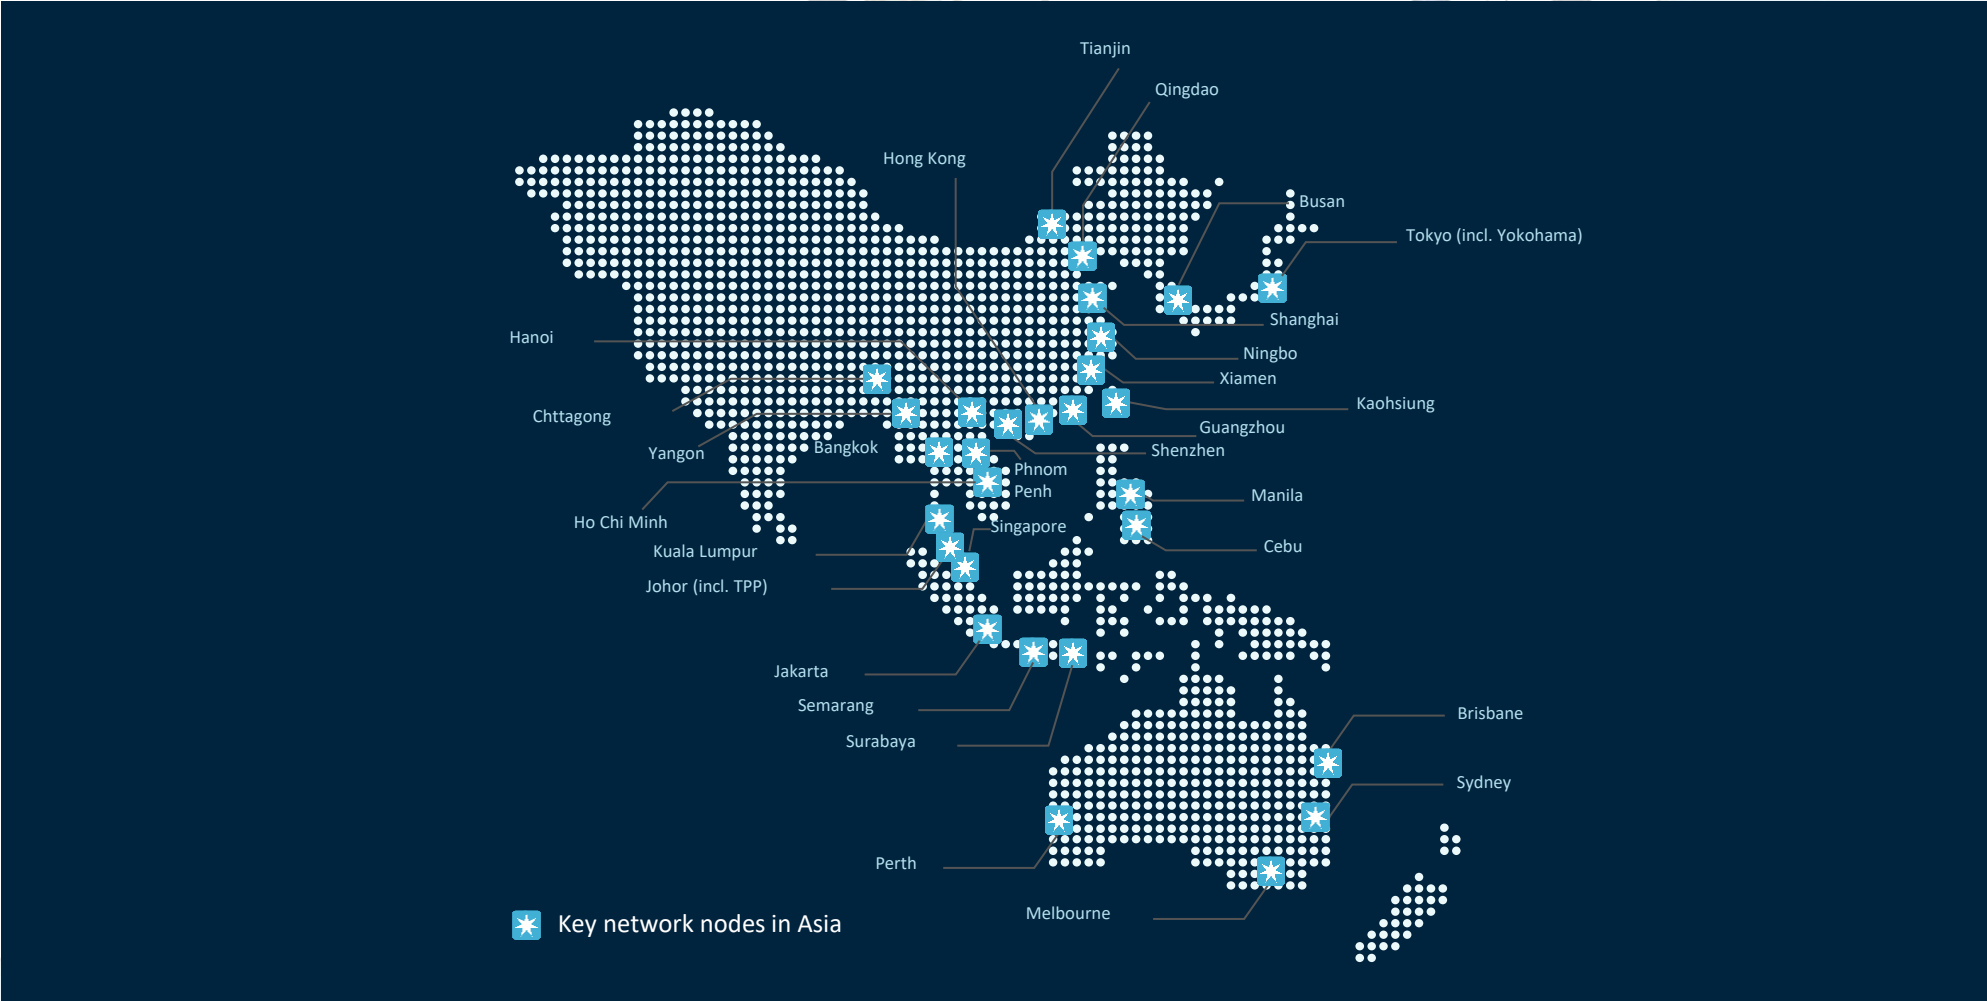 Tianjin
Qingdao
Hong Kong
Busan
Tokyo (incl. Yokohama)
Shanghai
Hanoi
Ningbo
Xiamen
Kaohsiung
Chttagong
Guangzhou
Bangkok
Shenzhen
Yangon
Phnom
Penh
Manila
Ho Chi Minh
Singapore
Cebu
Kuala Lumpur
Johor (incl. TPP)
Jakarta
Semarang
Brisbane
Surabaya
Sydney
Perth
Melbourne
Key network nodes in Asia